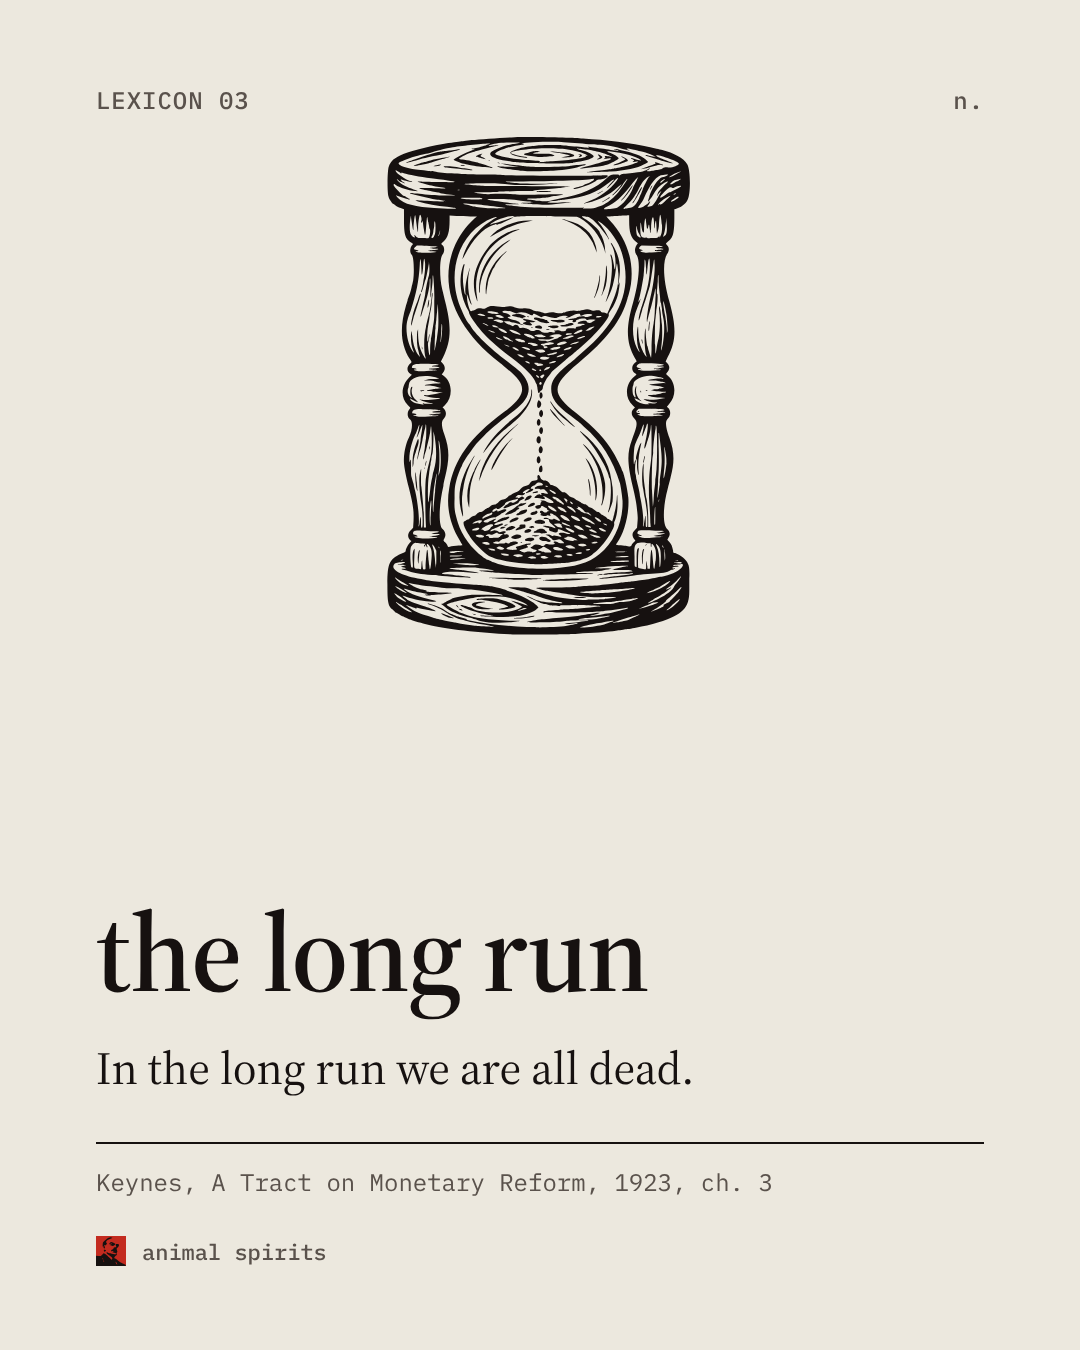 LEXICON 03
n.
the long run
In the long run we are all dead.
Keynes, A Tract on Monetary Reform, 1923, ch. 3
animal spirits